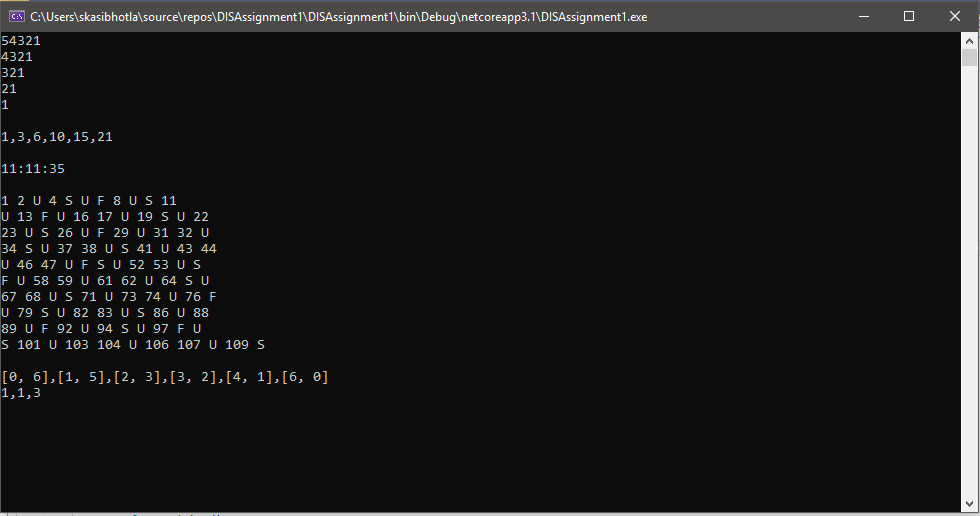 C:\Users\skasibhotla\source\repos\DISAssignment1\DISAssignment1\bin\Debug\netcoreapp3.1\DISAssignment1.exe
54321
4321
321
21
1
1,3,6,10,15,21
11:11:35
1 2 U 4 S U F 8 U S 11
U 13 F U 16 17 U 19 S U 22
23 U S 26 U F 29 U 31 32 U
34 S U 37 38 U S 41 U 43 44
U 46 47 U F S U 52 53 U S
F U 58 59 U 61 62 U 64 S U
67 68 U S 71 U 73 74 U 76 F
U 79 S U 82 83 U S 86 U 88
89 U F 92 U 94 S U 97 F U
S 101 U 103 104 U 106 107 U 109 S
[0, 6],[1, 5],[2, 3],[3, 2],[4, 1],[6, 0]
1,1,3